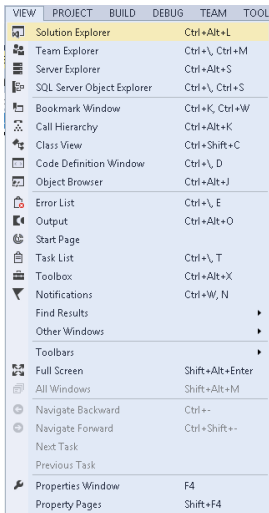 VIEW PROJECT BUILD DEBUG TEAM TOOL
Solution Explorer Ctrl+Alt+L
Team Explorer Ctrl+\, Ctrl+M
Server Explorer Ctrl+Alt+S
SQL Server Object Explorer Ctrl+\, Ctrl+S
Bookmark Window Ctrl+K, Ctrl+W
Call Hierarchy Ctrl+Alt+K
Class View Ctrl+Shift+C
Code Definition Window Ctrl+\, D
Object Browser Ctrl+Alt+J
Error List Ctrl+\, E
Output Ctrl+Alt+O
Start Page
Task List Ctrl+\, T
Toolbox Ctrl+Alt+X
Notifications Ctrl+W, N
Find Results
Other Windows
Toolbars
Full Screen Shift+Alt+Enter
All Windows Shift+Alt+M
Navigate Backward Ctrl+-
Navigate Forward Ctrl+Shift+-
Next Task
Previous Task
Properties Window F4
Property Pages Shift+F4